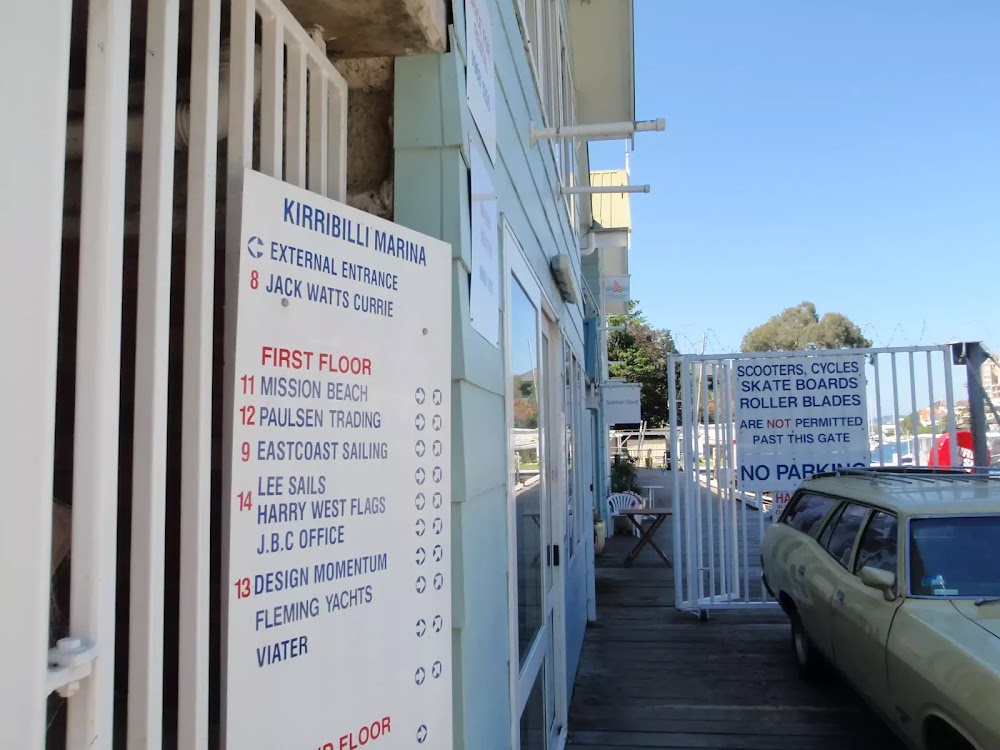 KIRRIBILLI MARINA
EXTERNAL ENTRANCE
8 JACK WATTS CURRIE
FIRST FLOOR
11 MISSION BEACH
12 PAULSEN TRADING
9 EASTCOAST SAILING
14 LEE SAILS
HARRY WEST FLAGS
J.B.C OFFICE
13 DESIGN MOMENTUM
FLEMING YACHTS
VIATER
FLOOR
SCOOTERS, CYCLES
SKATE BOARDS
ROLLER BLADES
ARE NOT PERMITTED
PAST THIS GATE
NO PARKING